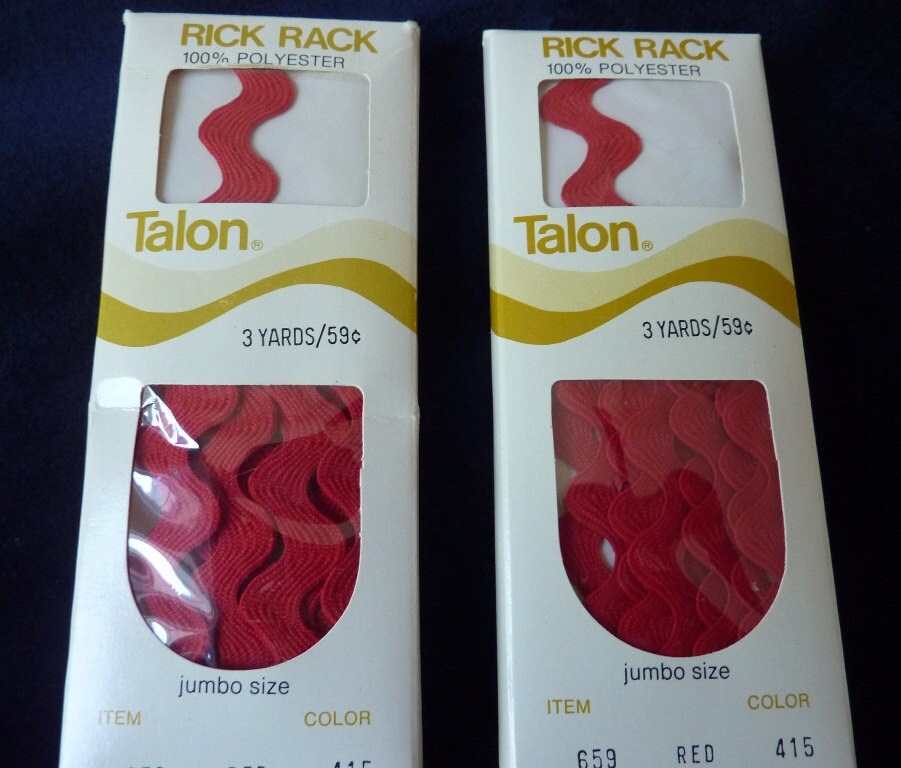 RICK RACK
100% POLYESTER
Talon®
3 YARDS/59¢
jumbo size
ITEM COLOR
415
RICK RACK
100% POLYESTER
Talon®
3 YARDS/59¢
jumbo size
ITEM COLOR
659 RED 415